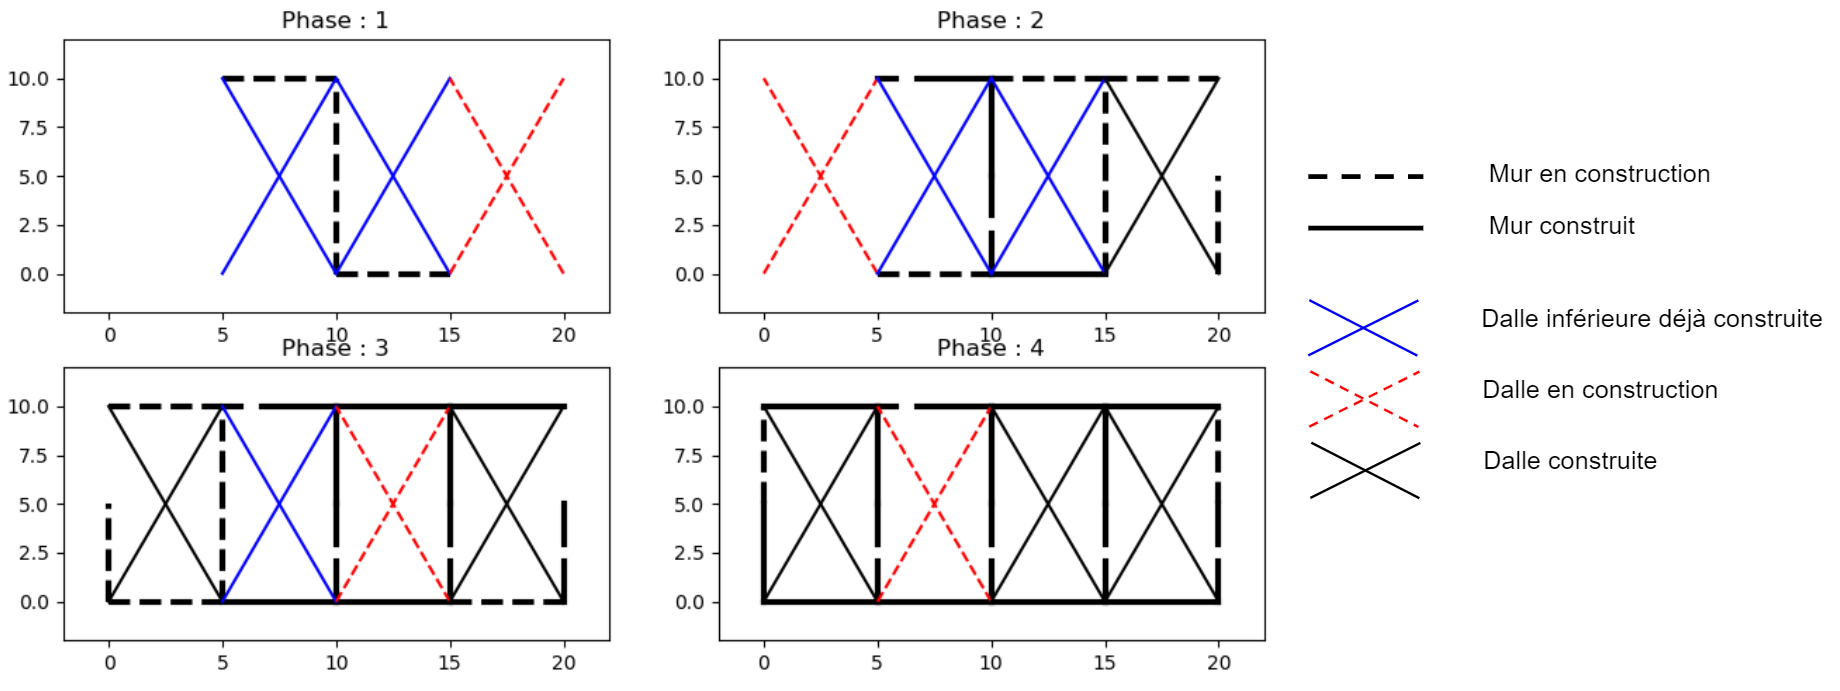 Phase : 1
10.0
7.5
5.0
2.5
0.0
0 5 10 15 20
Phase : 2
10.0
7.5
5.0
2.5
0.0
0 5 10 15 20
Phase : 3
10.0
7.5
5.0
2.5
0.0
0 5 10 15 20
Phase : 4
10.0
7.5
5.0
2.5
0.0
0 5 10 15 20
Mur en construction
Mur construit
Dalle inférieure déjà construite
Dalle en construction
Dalle construite